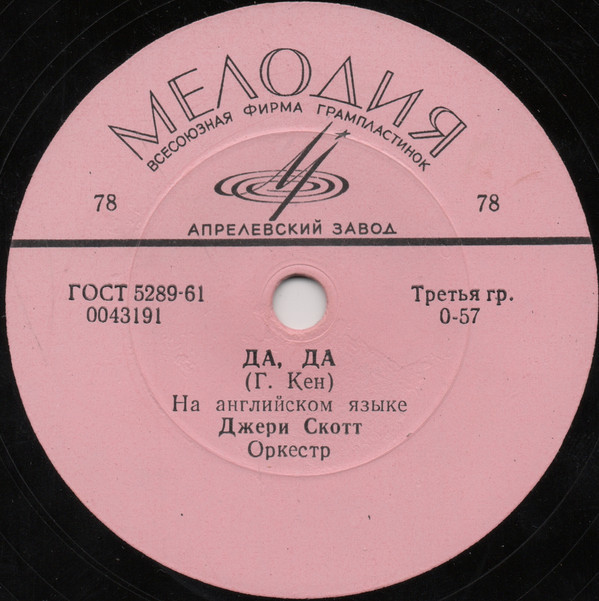 МЕЛОДИЯ
ВСЕСОЮЗНАЯ ФИРМА ГРАМПЛАСТИНОК
78
78
АПРЕЛЕВСКИЙ ЗАВОД
ГОСТ 5289-61
0043191
Третья гр.
0-57
ДА, ДА
(Г. Кен)
На английском языке
Джери Скотт
Оркестр